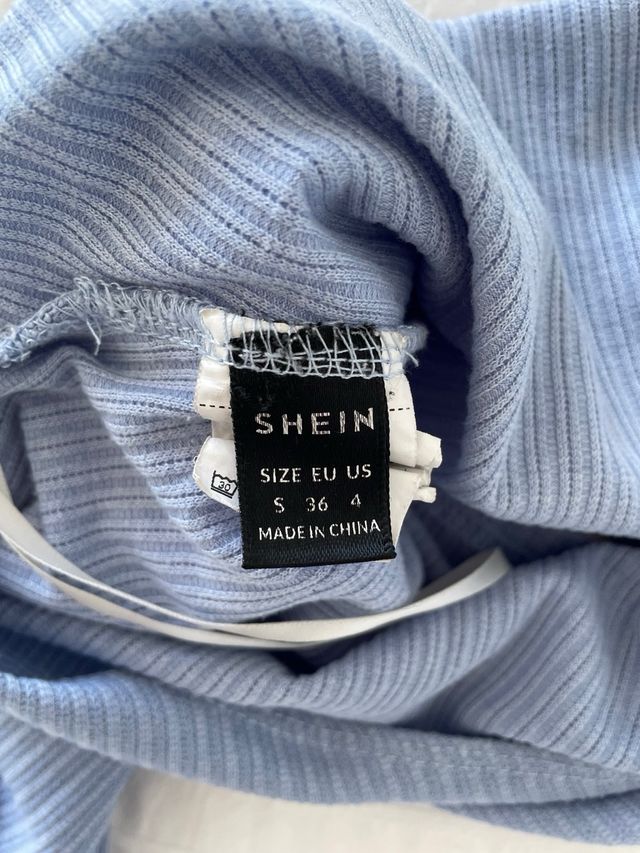 SHEIN
SIZE EU US
S 36 4
MADE IN CHINA
30